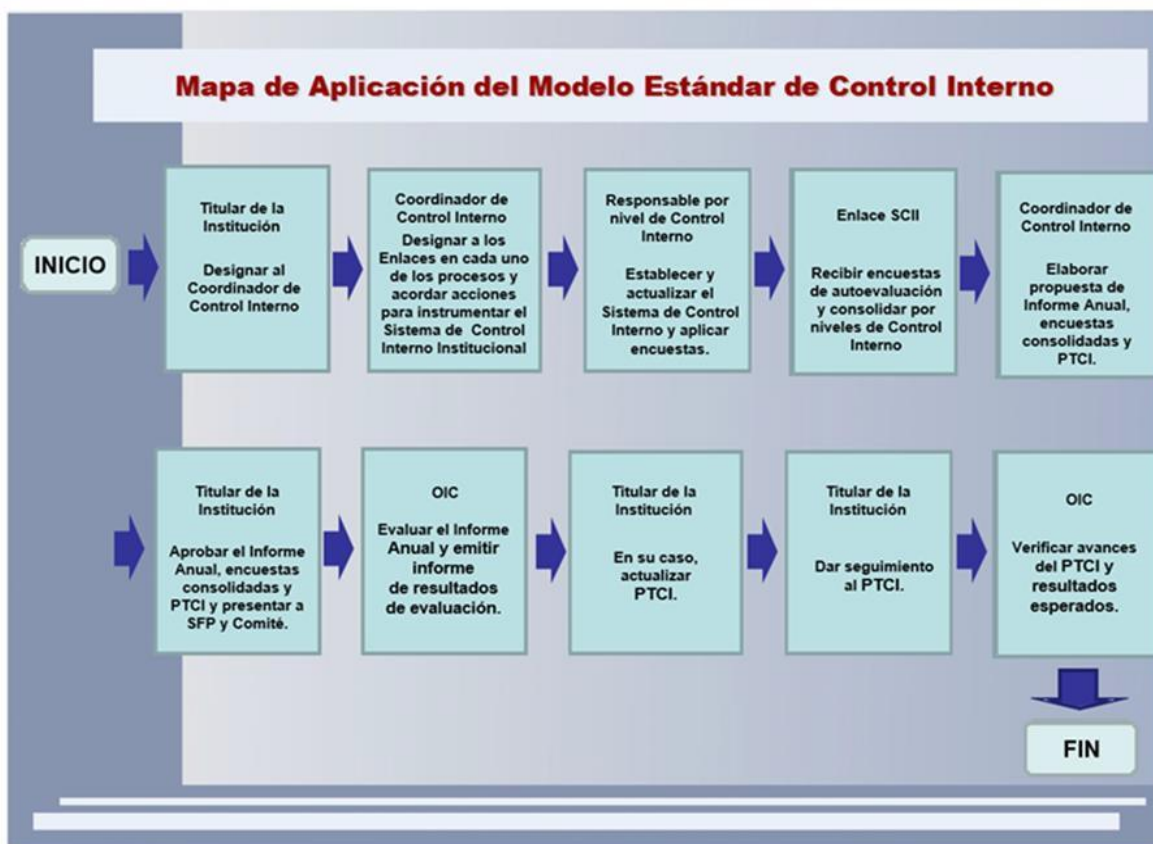 Mapa de Aplicación del Modelo Estándar de Control Interno
INICIO
Titular de la
Institución
Designar al
Coordinador de
Control Interno
Coordinador de
Control Interno
Designar a los
Enlaces en cada uno
de los procesos y
acordar acciones
para instrumentar el
Sistema de Control
Interno Institucional
Responsable por
nivel de Control
Interno
Establecer y
actualizar el
Sistema de Control
Interno y aplicar
encuestas.
Enlace SCII
Recibir encuestas
de autoevaluación
y consolidar por
niveles de Control
Interno
Coordinador de
Control Interno
Elaborar
propuesta de
Informe Anual,
encuestas
consolidadas y
PTCI.
Titular de la
Institución
Aprobar el Informe
Anual, encuestas
consolidadas y
PTCI y presentar a
SFP y Comité.
OIC
Evaluar el Informe
Anual y emitir
informe
de resultados
de evaluación.
Titular de la
Institución
En su caso,
actualizar
PTCI.
Titular de la
Institución
Dar seguimiento
al PTCI.
OIC
Verificar avances
del PTCI y
resultados
esperados.
FIN